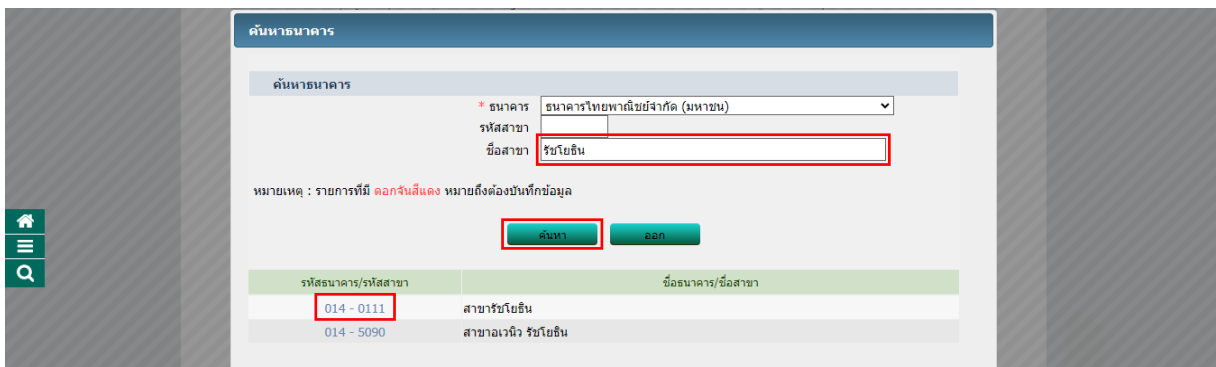 ค้นหาธนาคาร
ค้นหาธนาคาร
* ธนาคาร ธนาคารไทยพาณิชย์จำกัด (มหาชน)
รหัสสาขา
ชื่อสาขา รัชโยธิน
หมายเหตุ : รายการที่มี ดอกจันสีแดง หมายถึงต้องบันทึกข้อมูล
ค้นหา ออก
รหัสธนาคาร/รหัสสาขา ชื่อธนาคาร/ชื่อสาขา
014 - 0111 สาขารัชโยธิน
014 - 5090 สาขาอเวนิว รัชโยธิน